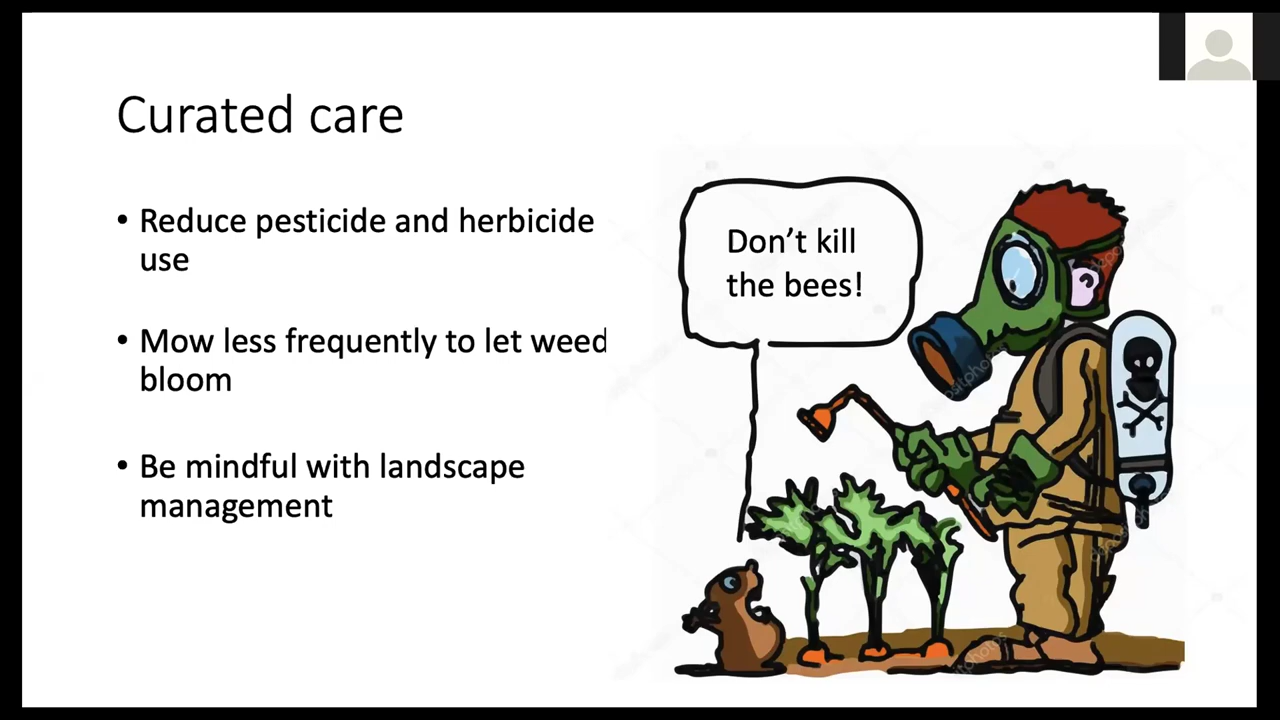 Curated care
• Reduce pesticide and herbicide
use
• Mow less frequently to let weed
bloom
• Be mindful with landscape
management
Don’t kill
the bees!